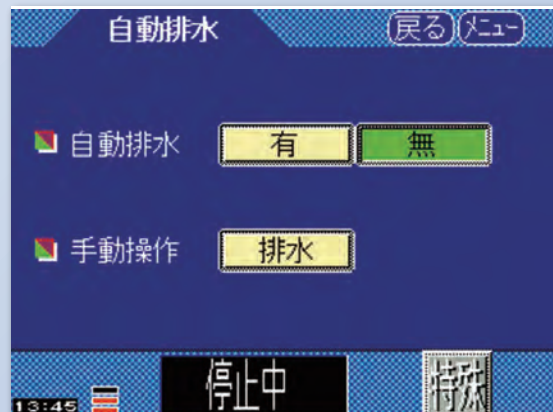 自動排水 戻る メニュー
自動排水 有 無
手動操作 排水
13:45 停止中 特殊